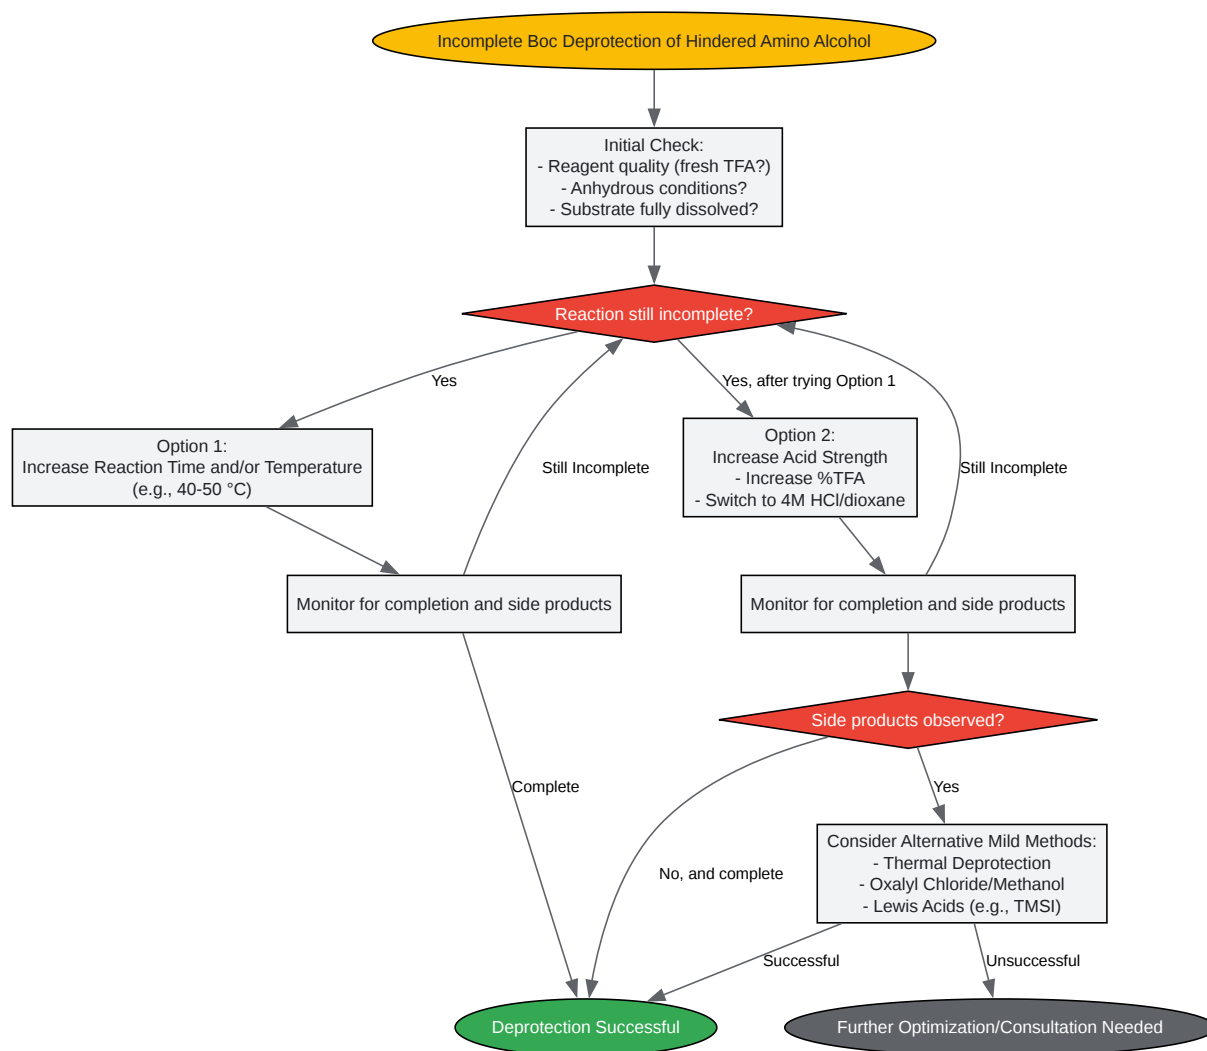 Incomplete Boc Deprotection of Hindered Amino Alcohol
Initial Check:
- Reagent quality (fresh TFA?)
- Anhydrous conditions?
- Substrate fully dissolved?
Reaction still incomplete?
Yes
Yes, after trying Option 1
Option 1:
Increase Reaction Time and/or Temperature
(e.g., 40-50 °C)
Still Incomplete
Option 2:
Increase Acid Strength
- Increase %TFA
- Switch to 4M HCl/dioxane
Still Incomplete
Monitor for completion and side products
Monitor for completion and side products
Side products observed?
Complete
Yes
No, and complete
Consider Alternative Mild Methods:
- Thermal Deprotection
- Oxalyl Chloride/Methanol
- Lewis Acids (e.g., TMSI)
Successful
Unsuccessful
Deprotection Successful
Further Optimization/Consultation Needed